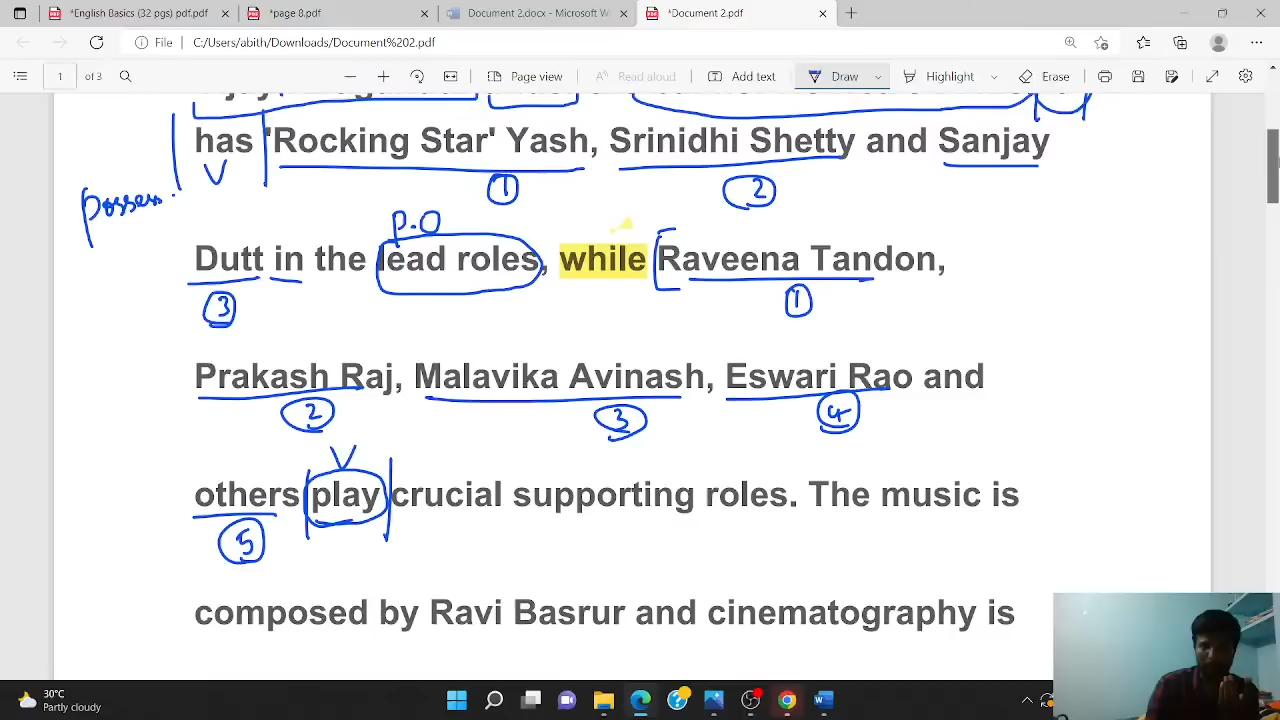 *English Basics (32 pgs) pdf.pdf
*page 8.pdf
Document 2.docx - Microsoft W
*Document 2.pdf
File C:/Users/abith/Downloads/Document%202.pdf
1 of 3
Page view
Read aloud
Add text
Draw
Highlight
Erase
has 'Rocking Star' Yash, Srinidhi Shetty and Sanjay
V
1 2
possess
P.O
Dutt in the lead roles, while Raveena Tandon,
3 1
Prakash Raj, Malavika Avinash, Eswari Rao and
2 3 4
V
others play crucial supporting roles. The music is
5
composed by Ravi Basrur and cinematography is
30°C
Partly cloudy